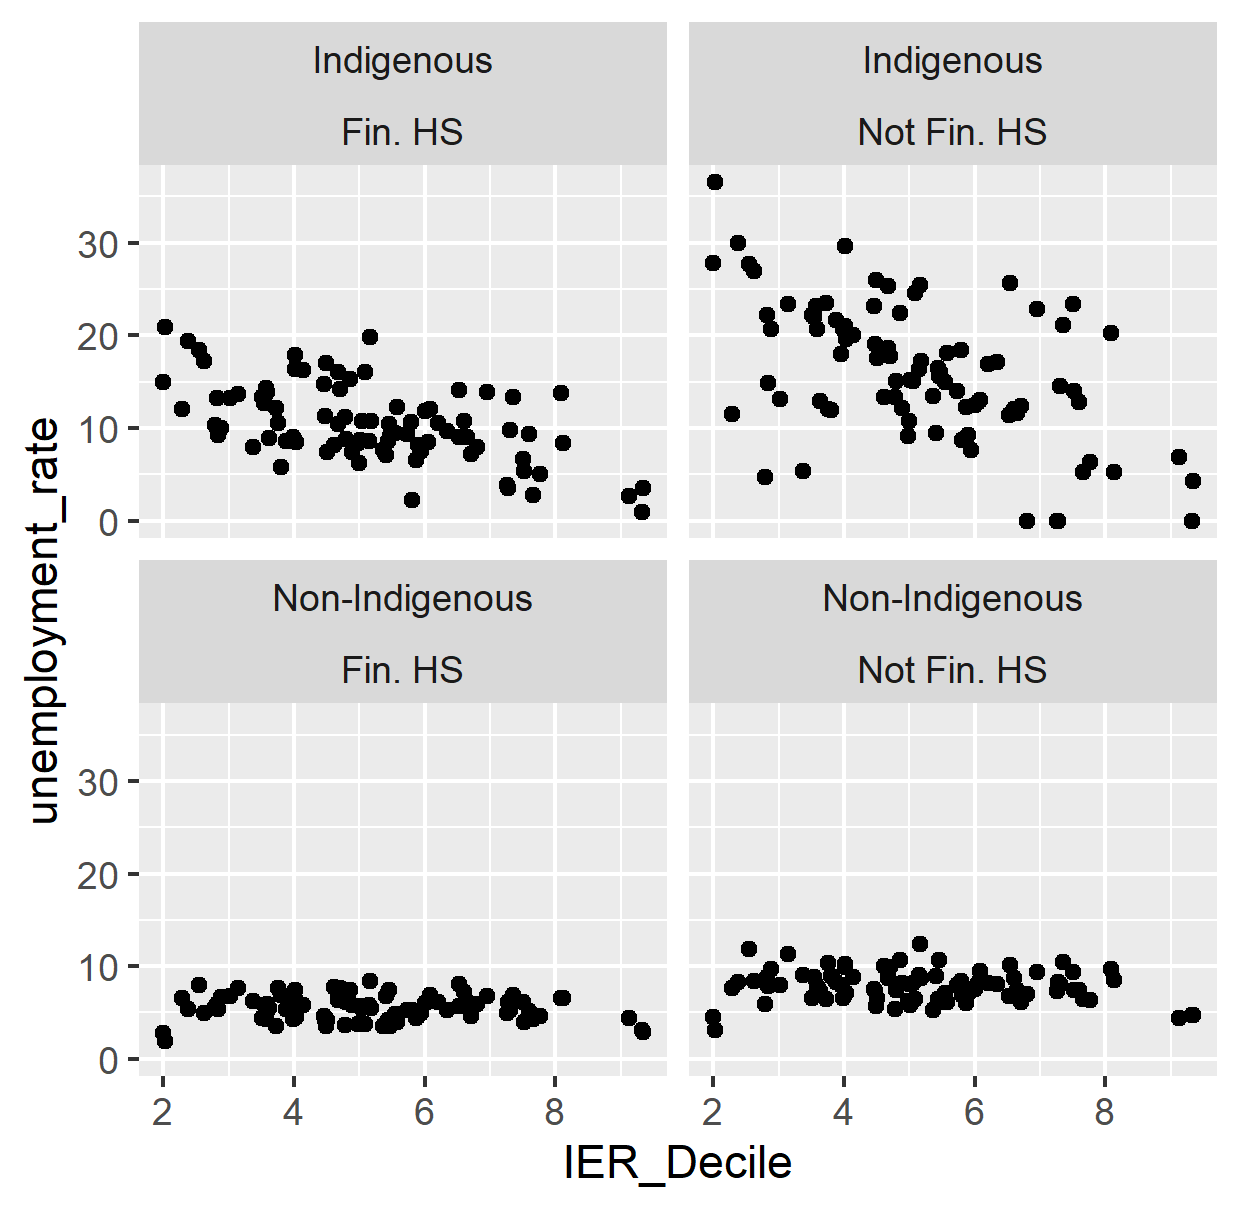 Indigenous
Indigenous
Fin. HS
Not Fin. HS
30
20
10
0
unemployment_rate
Non-Indigenous
Non-Indigenous
Fin. HS
Not Fin. HS
30
20
10
0
2
4
6
8
2
4
6
8
IER_Decile